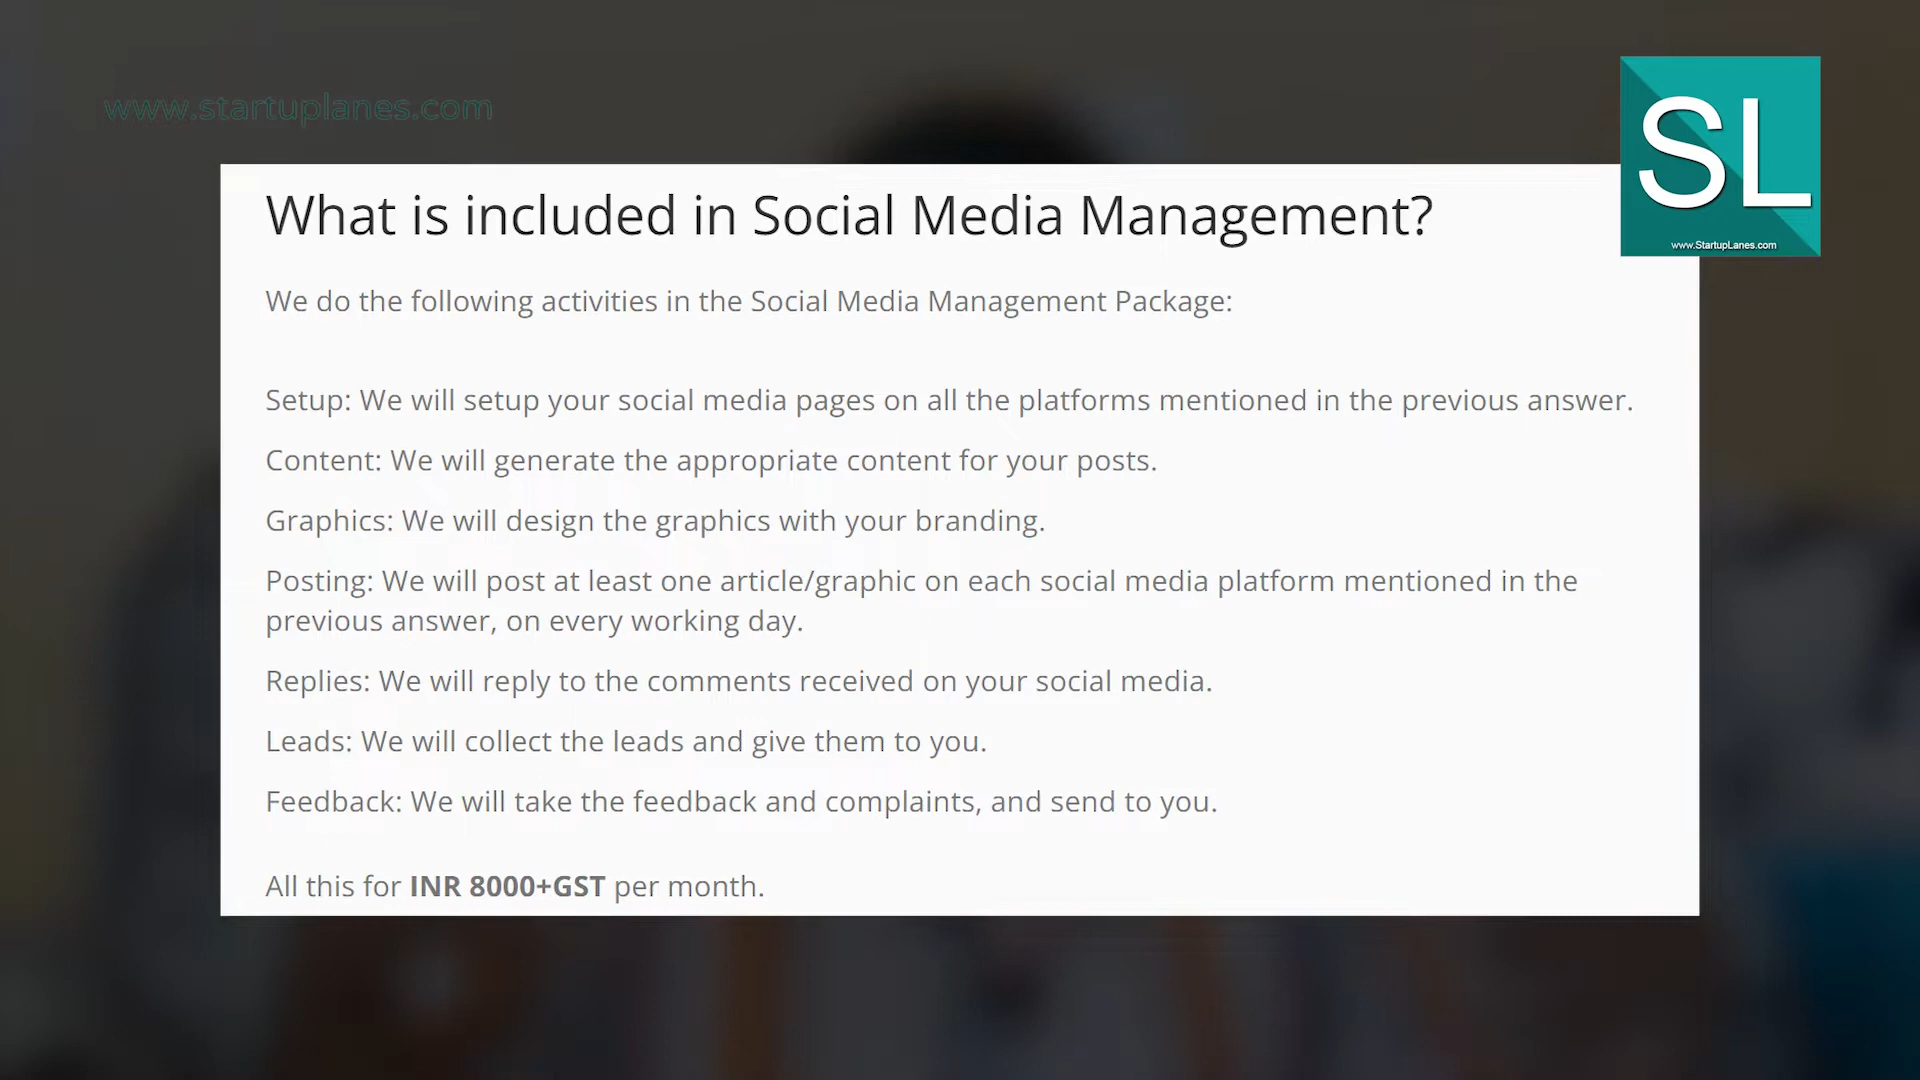 www.startuplanes.com
SL
www.StartupLanes.com
What is included in Social Media Management?
We do the following activities in the Social Media Management Package:
Setup: We will setup your social media pages on all the platforms mentioned in the previous answer.
Content: We will generate the appropriate content for your posts.
Graphics: We will design the graphics with your branding.
Posting: We will post at least one article/graphic on each social media platform mentioned in the
previous answer, on every working day.
Replies: We will reply to the comments received on your social media.
Leads: We will collect the leads and give them to you.
Feedback: We will take the feedback and complaints, and send to you.
All this for INR 8000+GST per month.